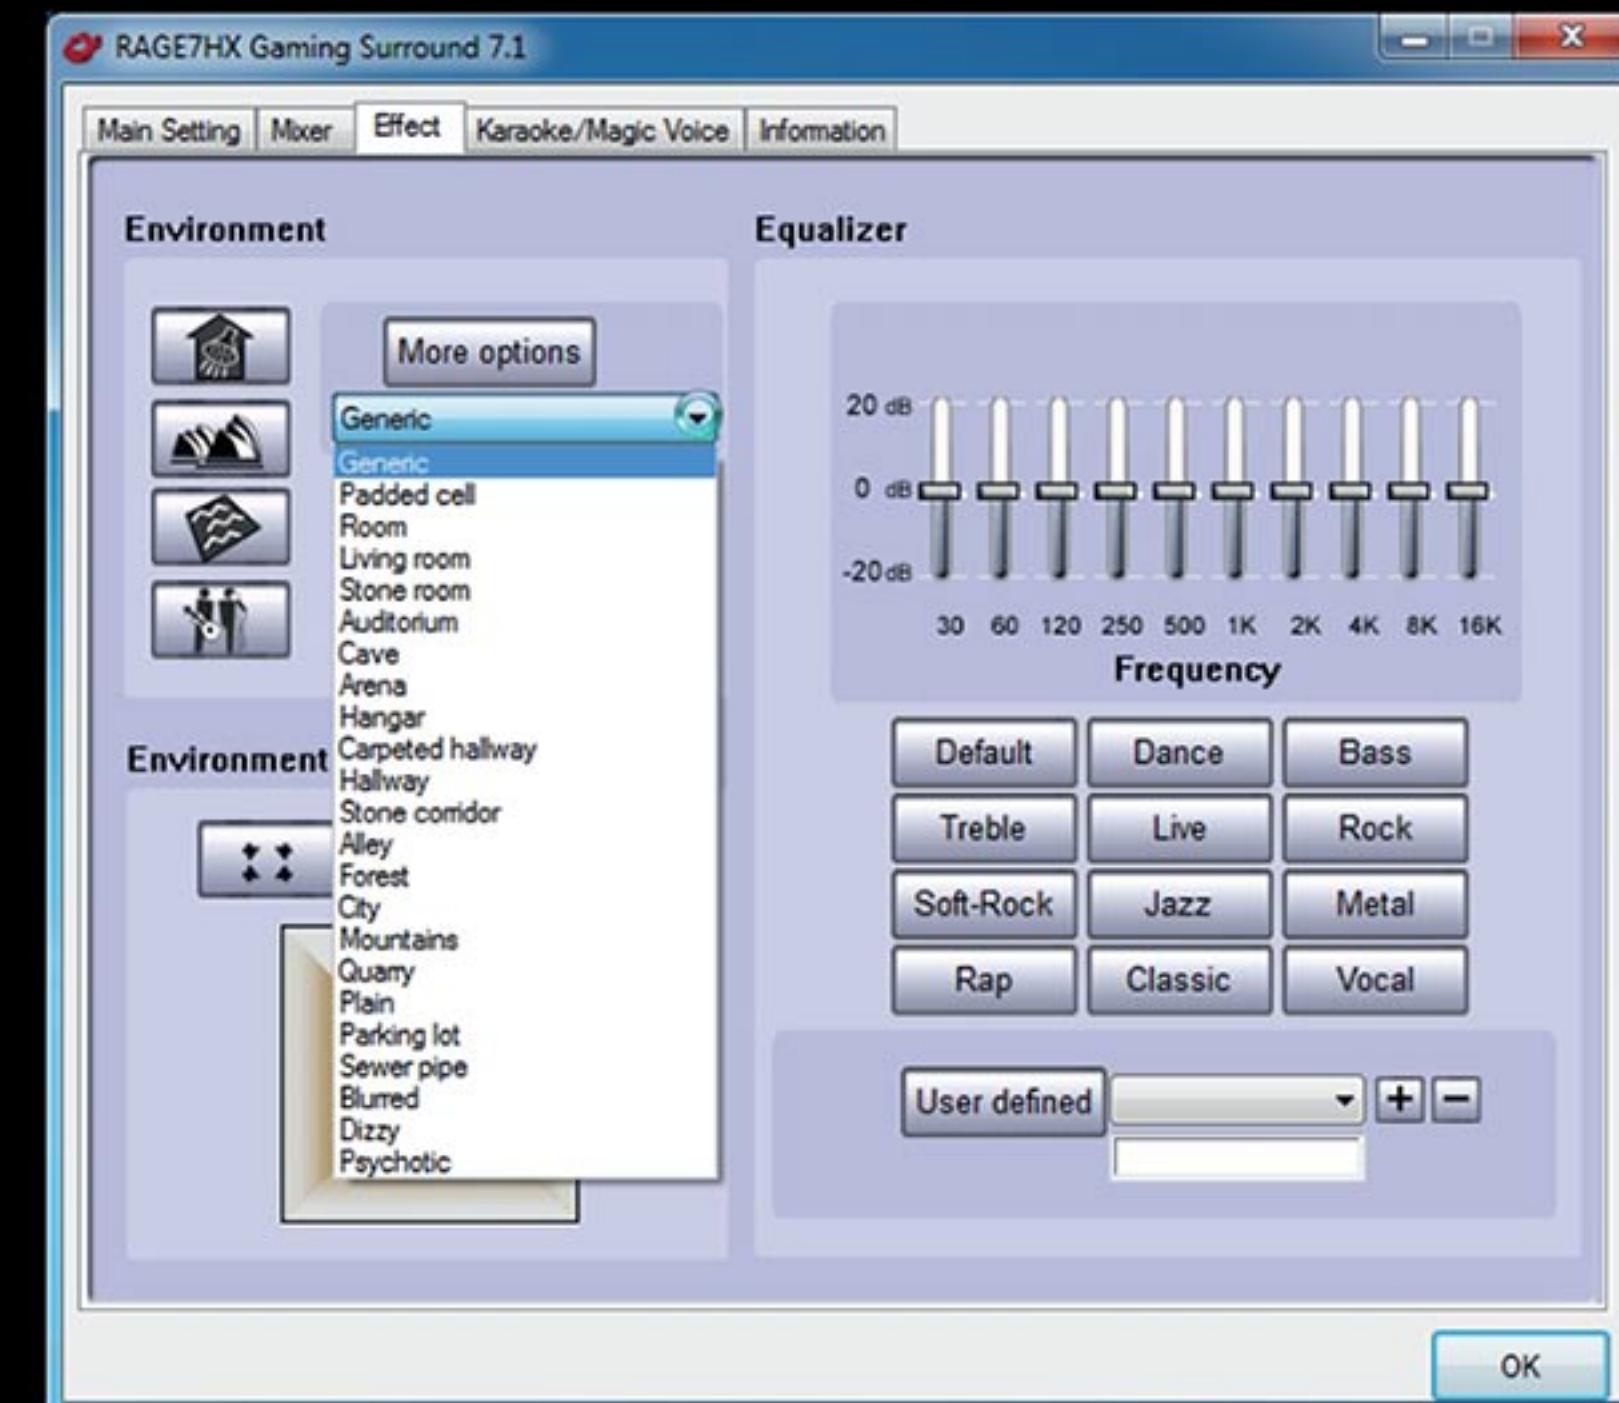 RAGE7HX Gaming Surround 7.1
Main Setting Mixer Effect Karaoke/Magic Voice Information
Environment
More options
Generic
Generic
Padded cell
Room
Living room
Stone room
Auditorium
Cave
Arena
Hangar
Carpeted hallway
Hallway
Stone corridor
Alley
Forest
City
Mountains
Quarry
Plain
Parking lot
Sewer pipe
Blurred
Dizzy
Psychotic
Environment
Equalizer
20 dB
0 dB
-20 dB
30 60 120 250 500 1K 2K 4K 8K 16K
Frequency
Default Dance Bass
Treble Live Rock
Soft-Rock Jazz Metal
Rap Classic Vocal
User defined + −
OK